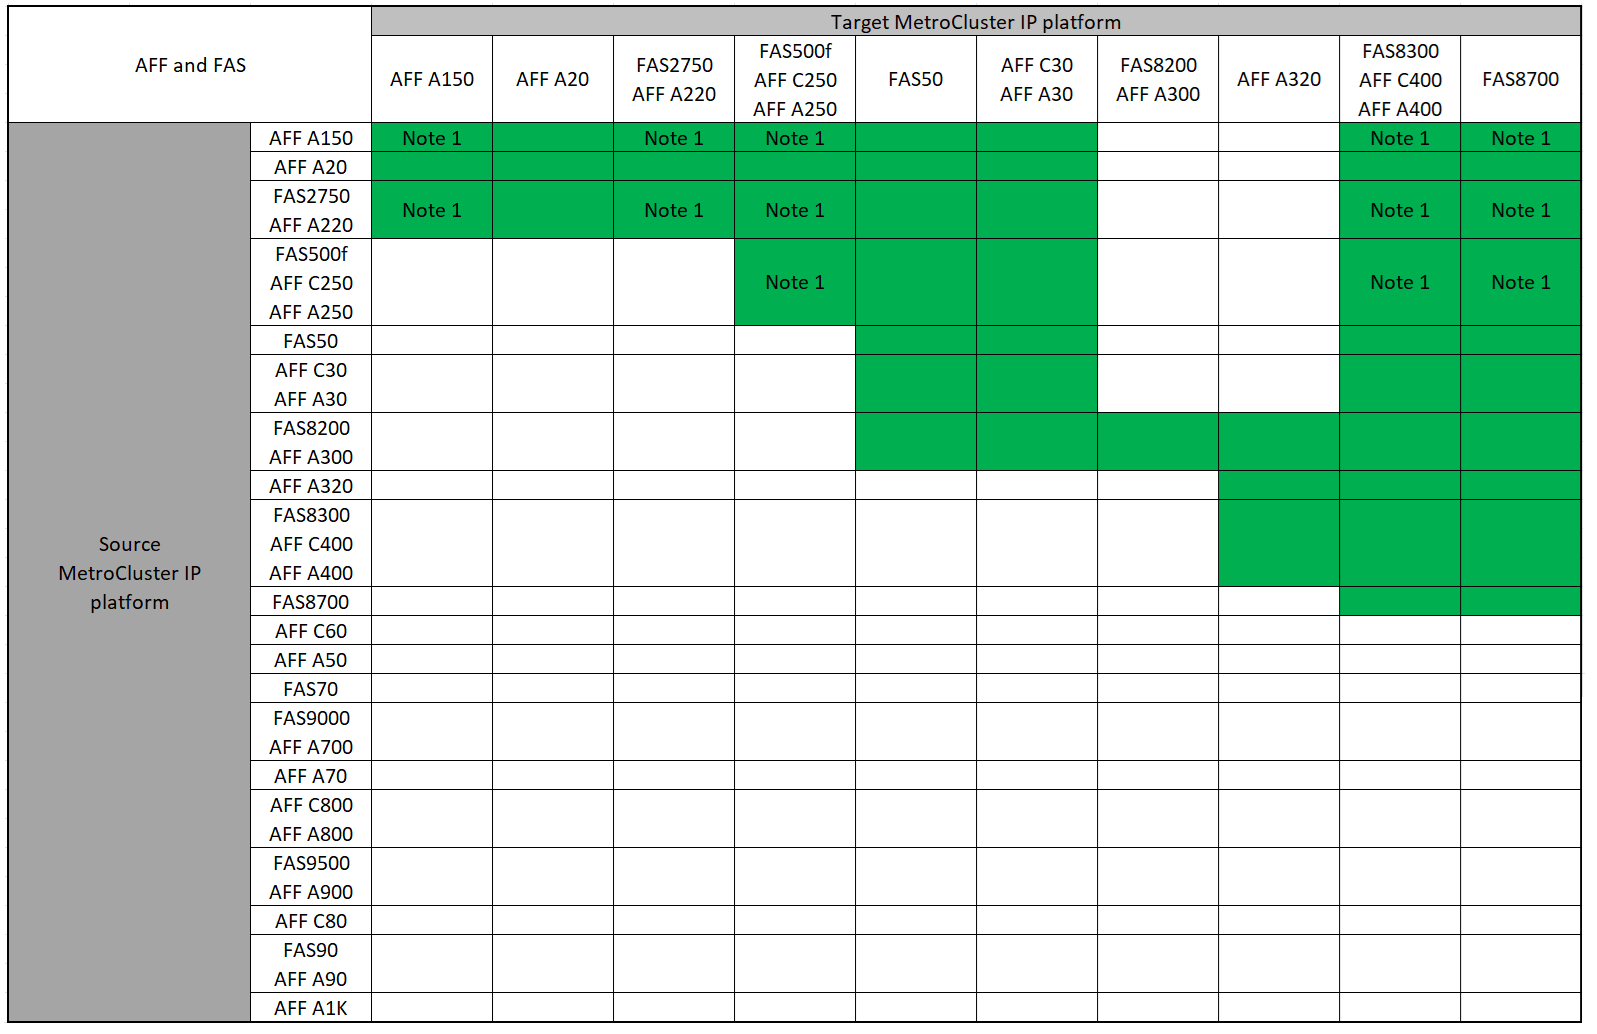 Target MetroCluster IP platform
AFF and FAS
AFF A150
AFF A20
FAS2750
AFF A220
FAS500f
AFF C250
AFF A250
FAS50
AFF C30
AFF A30
FAS8200
AFF A300
AFF A320
FAS8300
AFF C400
AFF A400
FAS8700
Source
MetroCluster IP
platform
AFF A150
Note 1
Note 1
Note 1
Note 1
Note 1
AFF A20
FAS2750
AFF A220
Note 1
Note 1
Note 1
Note 1
Note 1
FAS500f
AFF C250
AFF A250
Note 1
Note 1
Note 1
FAS50
AFF C30
AFF A30
FAS8200
AFF A300
AFF A320
FAS8300
AFF C400
AFF A400
FAS8700
AFF C60
AFF A50
FAS70
FAS9000
AFF A700
AFF A70
AFF C800
AFF A800
FAS9500
AFF A900
AFF C80
FAS90
AFF A90
AFF A1K